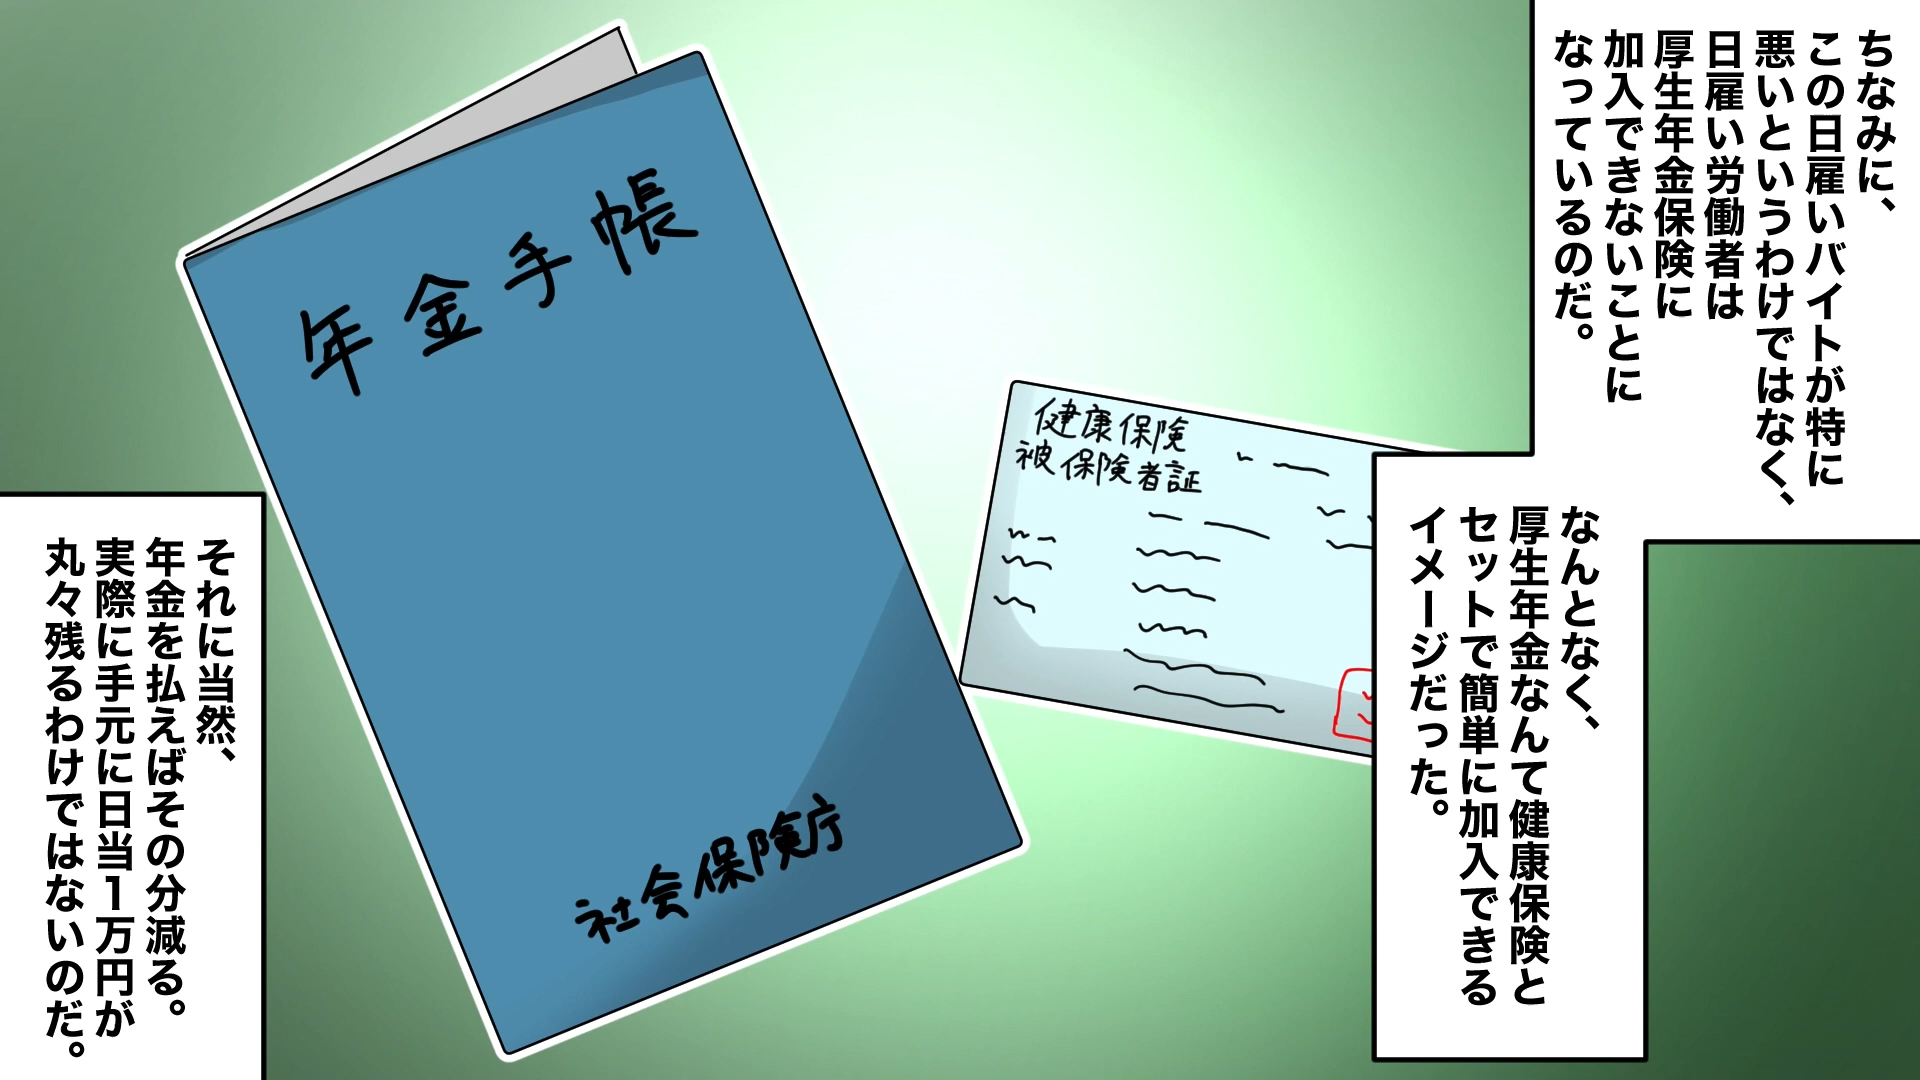 ちなみに、
この日雇いバイトが特に
悪いというわけではなく、
日雇い労働者は
厚生年金保険に
加入できないことに
なっているのだ。
なんとなく、
厚生年金なんて健康保険と
セットで簡単に加入できる
イメージだった。
年金手帳
社会保険庁
健康保険
被保険者証
それに当然、
年金を払えばその分減る。
実際に手元に日当１万円が
丸々残るわけではないのだ。